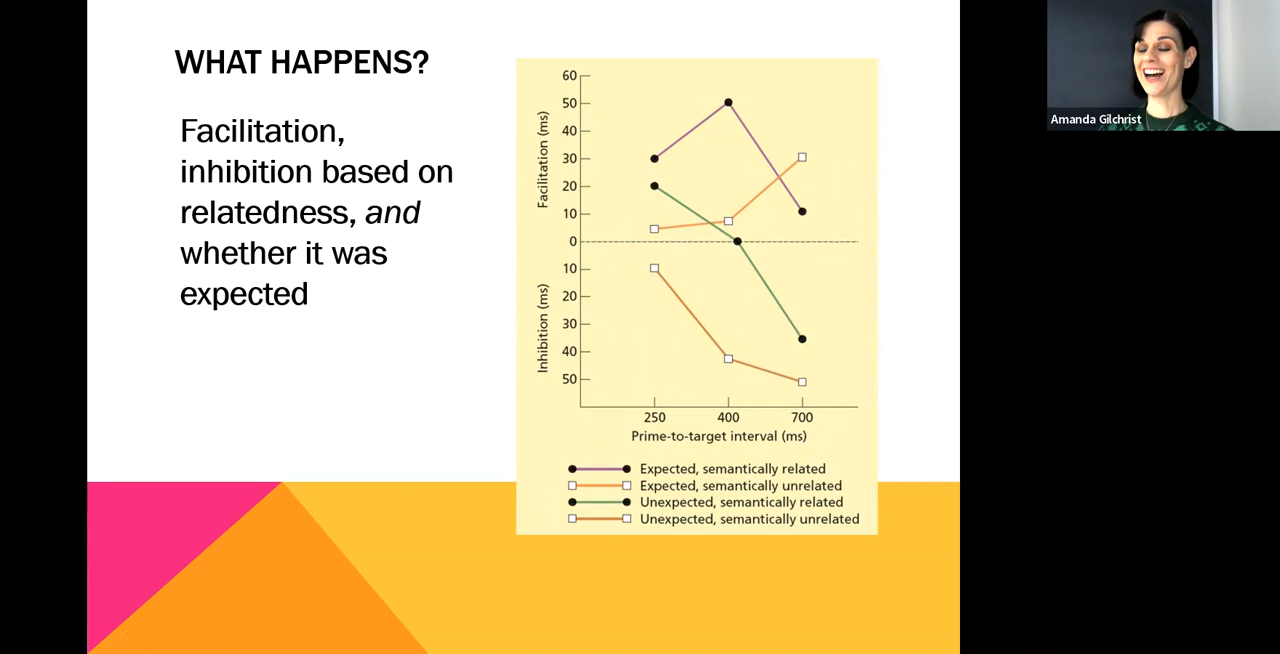 WHAT HAPPENS?
Facilitation,
inhibition based on
relatedness, and
whether it was
expected
Facilitation (ms)
Inhibition (ms)
60
50
40
30
20
10
0
10
20
30
40
50
250 400 700
Prime-to-target interval (ms)
Expected, semantically related
Expected, semantically unrelated
Unexpected, semantically related
Unexpected, semantically unrelated
Amanda Gilchrist